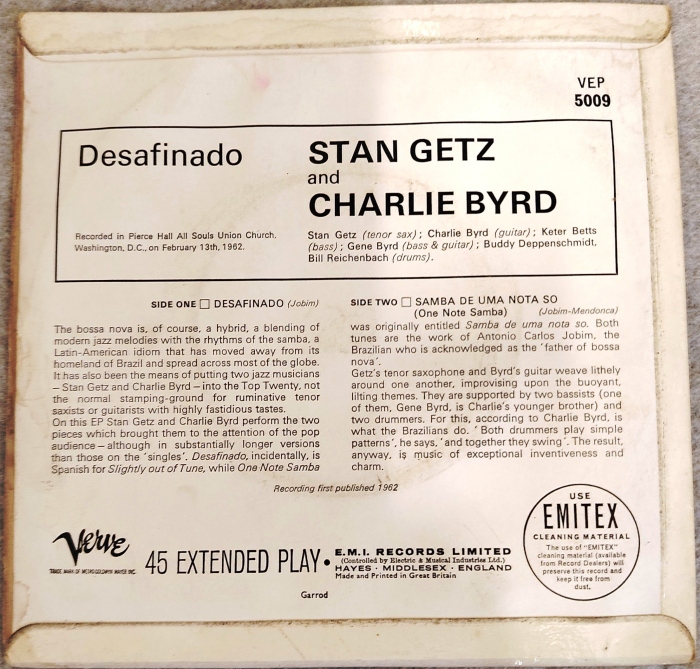 VEP
5009
Desafinado
STAN GETZ
and
CHARLIE BYRD
Recorded in Pierce Hall All Souls Union Church,
Washington, D.C., on February 13th, 1962.
Stan Getz (tenor sax); Charlie Byrd (guitar); Keter Betts
(bass); Gene Byrd (bass & guitar); Buddy Deppenschmidt,
Bill Reichenbach (drums).
SIDE ONE □ DESAFINADO (Jobim)
The bossa nova is, of course, a hybrid, a blending of
modern jazz melodies with the rhythms of the samba, a
Latin-American idiom that has moved away from its
homeland of Brazil and spread across most of the globe.
It has also been the means of putting two jazz musicians
– Stan Getz and Charlie Byrd – into the Top Twenty, not
the normal stamping-ground for ruminative tenor
saxists or guitarists with highly fastidious tastes.
On this EP Stan Getz and Charlie Byrd perform the two
pieces which brought them to the attention of the pop
audience – although in substantially longer versions
than those on the 'singles'. Desafinado, incidentally, is
Spanish for Slightly out of Tune, while One Note Samba
SIDE TWO □ SAMBA DE UMA NOTA SO
(One Note Samba) (Jobim-Mendonca)
was originally entitled Samba de uma nota so. Both
tunes are the work of Antonio Carlos Jobim, the
Brazilian who is acknowledged as the 'father of bossa
nova'.
Getz's tenor saxophone and Byrd's guitar weave lithely
around one another, improvising upon the buoyant,
lilting themes. They are supported by two bassists (one
of them, Gene Byrd, is Charlie's younger brother) and
two drummers. For this, according to Charlie Byrd, is
what the Brazilians do. 'Both drummers play simple
patterns', he says, 'and together they swing'. The result,
anyway, is music of exceptional inventiveness and
charm.
Recording first published 1962
Verve
TRADE MARK OF METRO-GOLDWYN-MAYER INC.
45 EXTENDED PLAY •
E.M.I. RECORDS LIMITED
(Controlled by Electric & Musical Industries Ltd.)
HAYES · MIDDLESEX · ENGLAND
Made and Printed in Great Britain
Garrod
USE
EMITEX
CLEANING MATERIAL
The use of "EMITEX"
cleaning material (available
from Record Dealers) will
preserve this record and
keep it free from
dust.